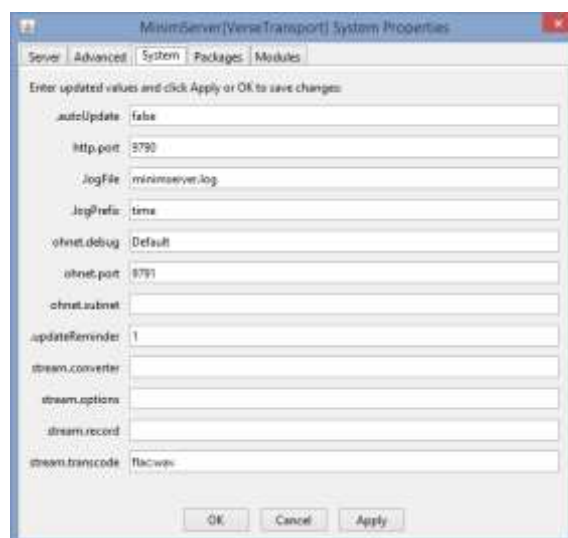 MinimServer[VerseTransport] System Properties
Server Advanced System Packages Modules
Enter updated values and click Apply or OK to save changes:
.autoUpdate false
http.port 9790
.logFile minimserver.log
.logPrefix time
ohnet.debug Default
ohnet.port 9791
ohnet.subnet
.updateReminder 1
stream.converter
stream.options
stream.record
stream.transcode flac:wav
OK Cancel Apply